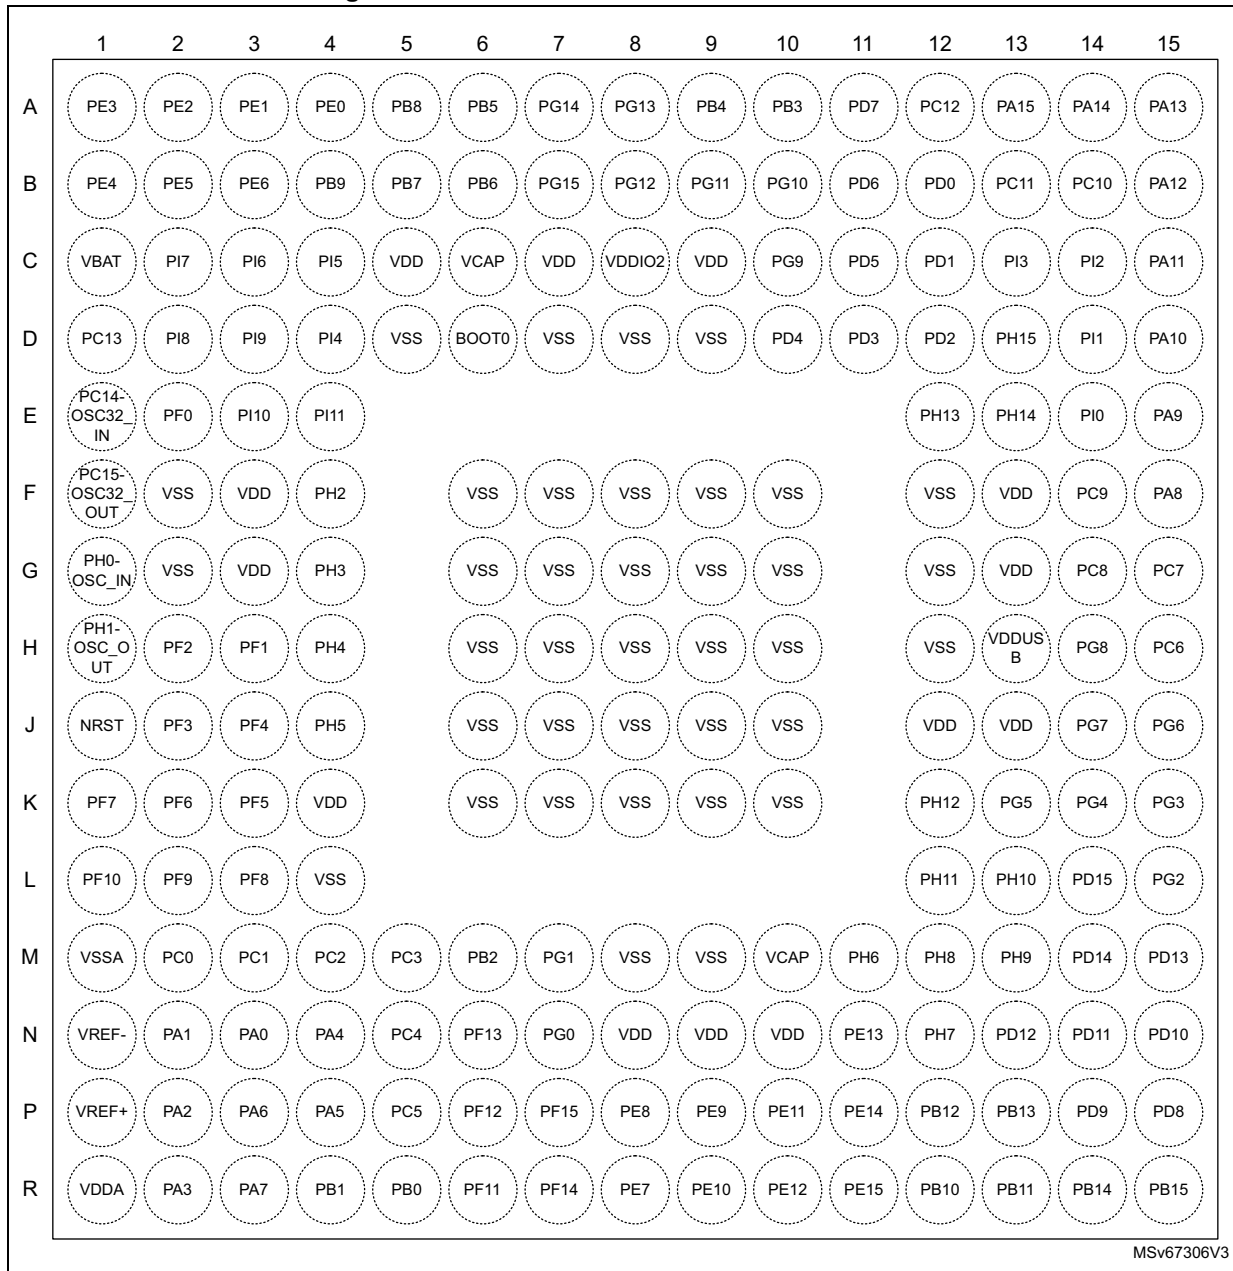 1 2 3 4 5 6 7 8 9 10 11 12 13 14 15
A PE3 PE2 PE1 PE0 PB8 PB5 PG14 PG13 PB4 PB3 PD7 PC12 PA15 PA14 PA13
B PE4 PE5 PE6 PB9 PB7 PB6 PG15 PG12 PG11 PG10 PD6 PD0 PC11 PC10 PA12
C VBAT PI7 PI6 PI5 VDD VCAP VDD VDDIO2 VDD PG9 PD5 PD1 PI3 PI2 PA11
D PC13 PI8 PI9 PI4 VSS BOOT0 VSS VSS VSS PD4 PD3 PD2 PH15 PI1 PA10
PC14-
E OSC32_ PF0 PI10 PI11 PH13 PH14 PI0 PA9
IN
PC15-
F OSC32_ VSS VDD PH2 VSS VSS VSS VSS VSS VSS VDD PC9 PA8
OUT
PH0-
G OSC_IN VSS VDD PH3 VSS VSS VSS VSS VSS VSS VDD PC8 PC7
PH1-
H OSC_O PF2 PF1 PH4 VSS VSS VSS VSS VSS VSS VDDUS PG8 PC6
UT B
J NRST PF3 PF4 PH5 VSS VSS VSS VSS VSS VDD VDD PG7 PG6
K PF7 PF6 PF5 VDD VSS VSS VSS VSS VSS PH12 PG5 PG4 PG3
L PF10 PF9 PF8 VSS PH11 PH10 PD15 PG2
M VSSA PC0 PC1 PC2 PC3 PB2 PG1 VSS VSS VCAP PH6 PH8 PH9 PD14 PD13
N VREF- PA1 PA0 PA4 PC4 PF13 PG0 VDD VDD VDD PE13 PH7 PD12 PD11 PD10
P VREF+ PA2 PA6 PA5 PC5 PF12 PF15 PE8 PE9 PE11 PE14 PB12 PB13 PD9 PD8
R VDDA PA3 PA7 PB1 PB0 PF11 PF14 PE7 PE10 PE12 PE15 PB10 PB11 PB14 PB15
MSv67306V3